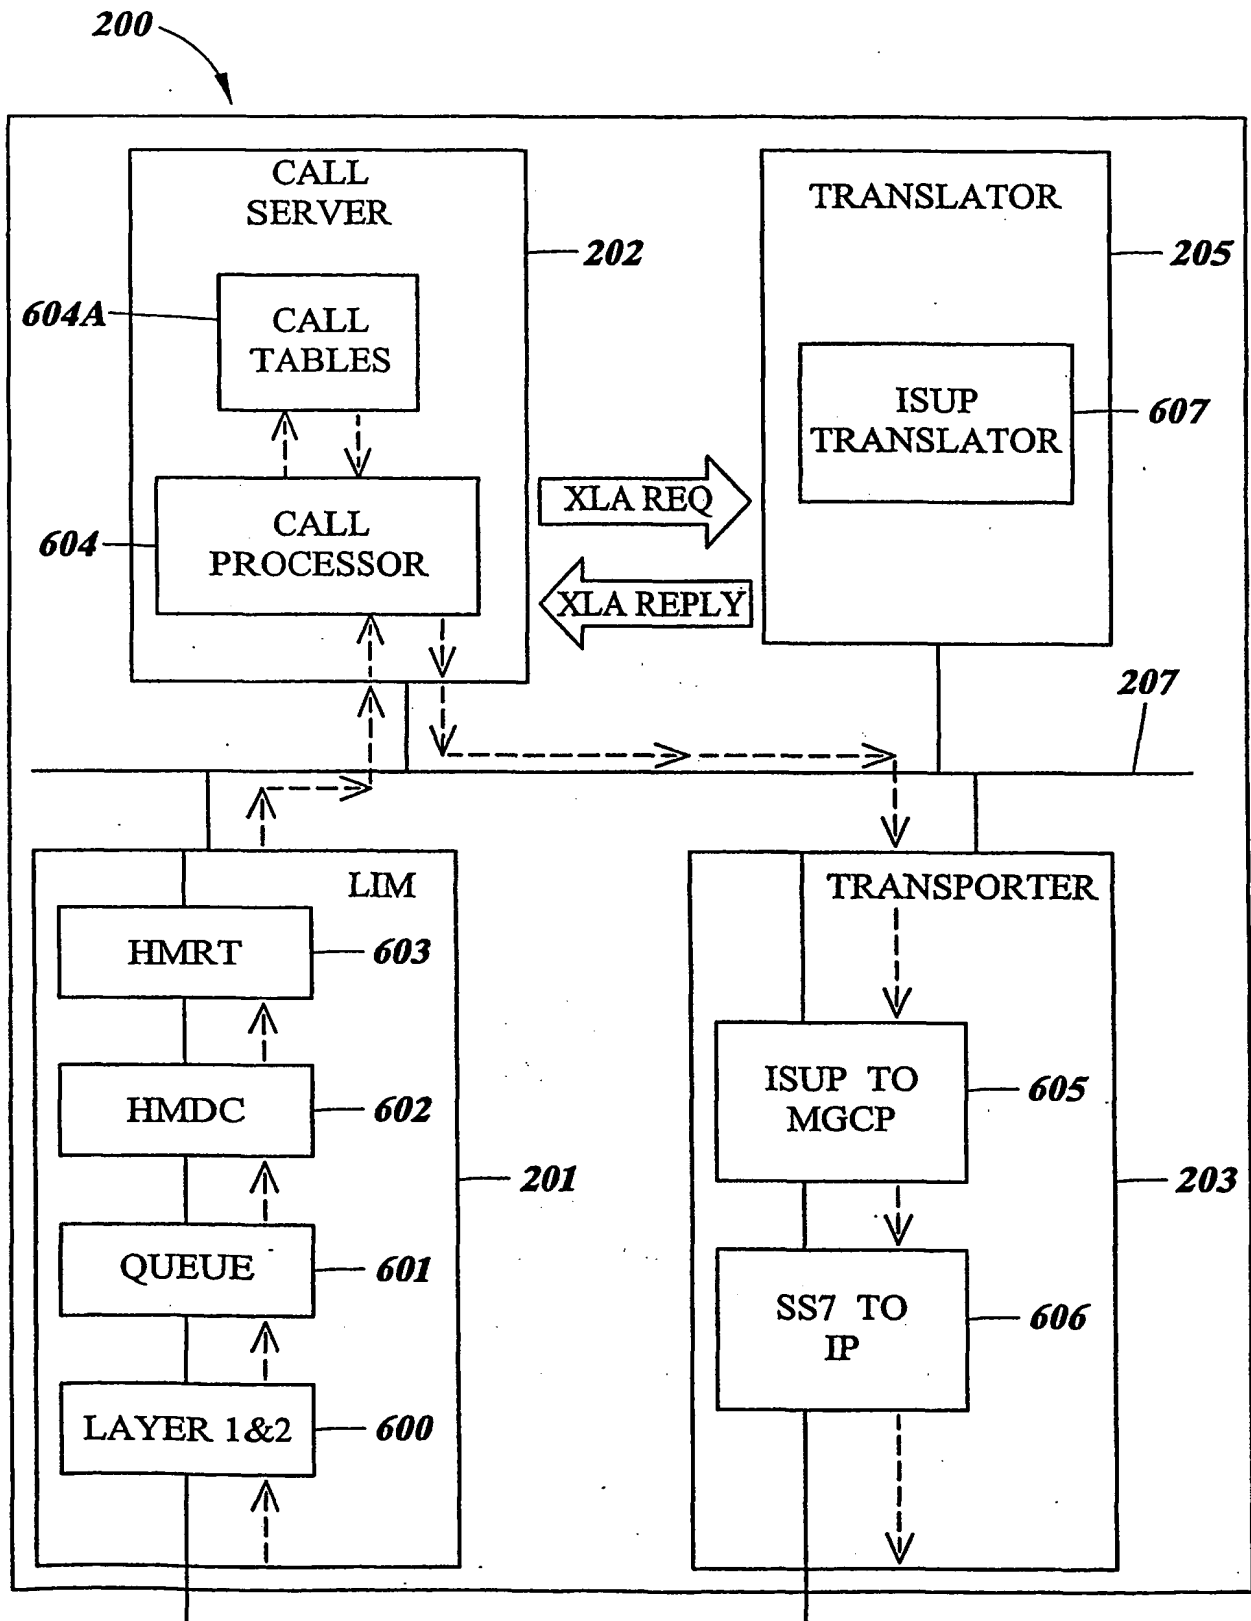 200
CALL
SERVER
202
604A
CALL
TABLES
604
CALL
PROCESSOR
XLA REQ
XLA REPLY
TRANSLATOR
205
ISUP
TRANSLATOR
607
207
LIM
HMRT
603
HMDC
602
201
QUEUE
601
LAYER 1&2
600
TRANSPORTER
ISUP TO
MGCP
605
203
SS7 TO
IP
606